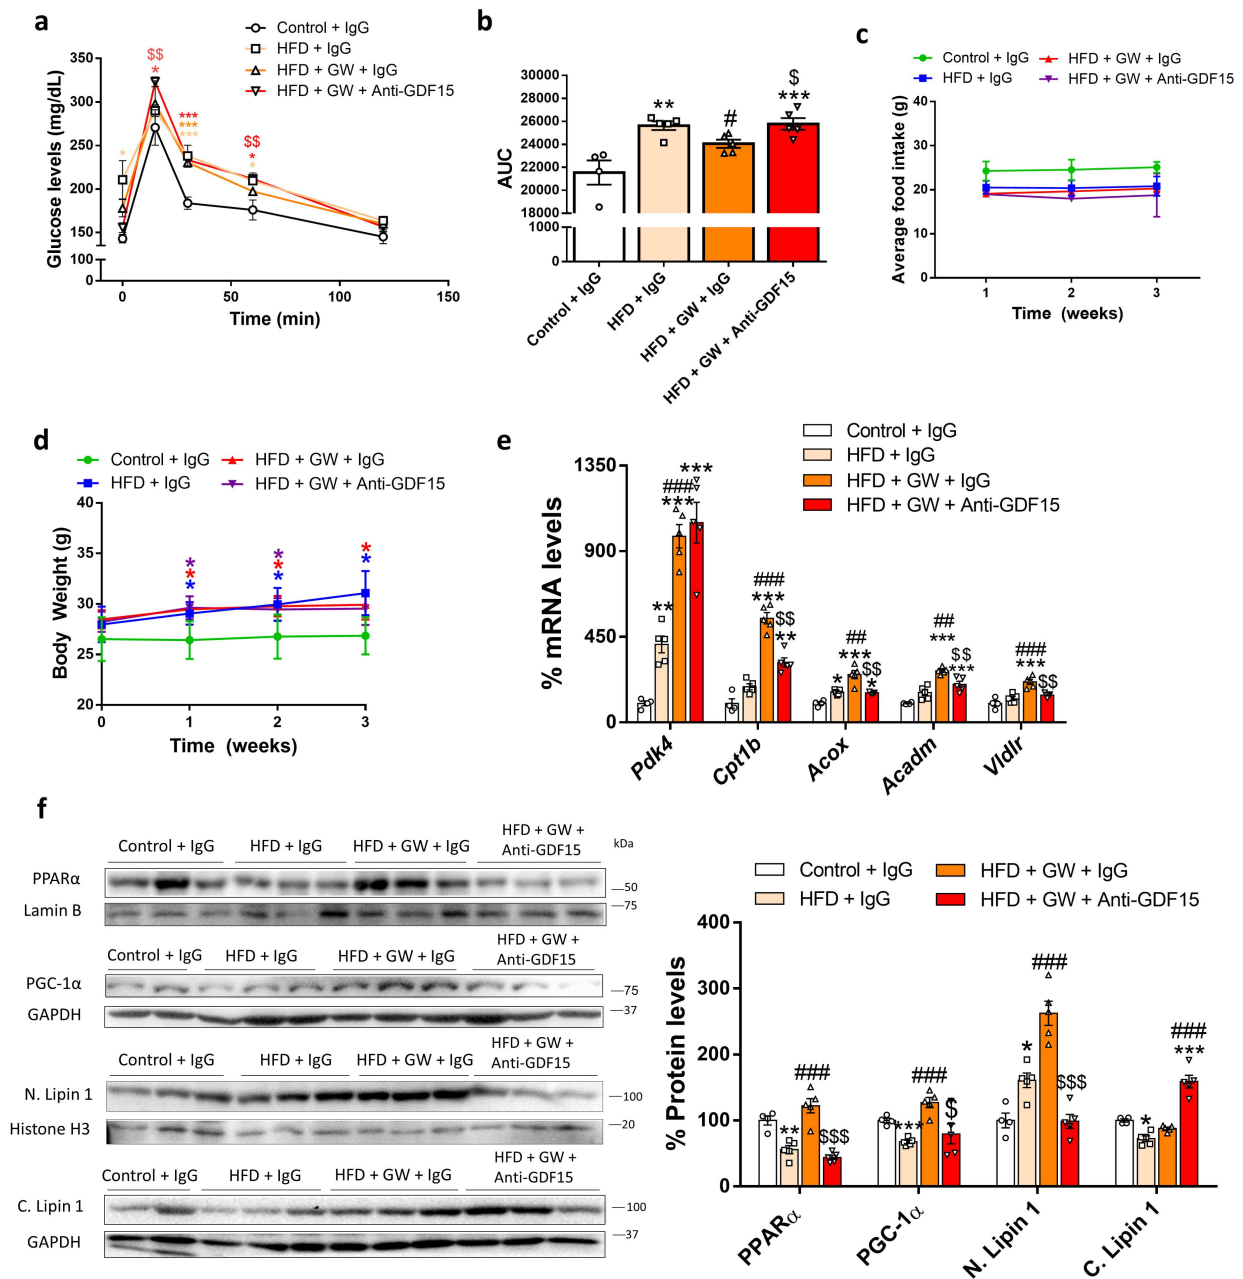 a
Control + IgG
HFD + IgG
HFD + GW + IgG
HFD + GW + Anti-GDF15
Glucose levels (mg/dL)
350
300
250
200
150
100
0
$$
*
*
***
***
***
$$
*
*
0
50
100
150
Time (min)
b
AUC
30000
28000
26000
24000
22000
20000
18000
1000
0
**
#
$
***
Control + IgG
HFD + IgG
HFD + GW + IgG
HFD + GW + Anti-GDF15
c
Control + IgG
HFD + GW + IgG
HFD + IgG
HFD + GW + Anti-GDF15
Average food intake (g)
40
30
20
10
0
1
2
3
Time (weeks)
d
Control + IgG
HFD + GW + IgG
HFD + IgG
HFD + GW + Anti-GDF15
Body Weight (g)
40
35
30
25
20
*
*
*
*
*
*
*
*
0
1
2
3
Time (weeks)
e
Control + IgG
HFD + IgG
HFD + GW + IgG
HFD + GW + Anti-GDF15
% mRNA levels
1350
900
450
0
**
###
***
***
###
***
$$
**
*
##
***
$$
*
##
***
$$
***
###
***
$$
Pdk4
Cpt1b
Acox
Acadm
Vldlr
f
Control + IgG
HFD + IgG
HFD + GW + IgG
HFD + GW +
Anti-GDF15
kDa
PPARα
50
Lamin B
75
Control + IgG
HFD + IgG
HFD + GW + IgG
HFD + GW +
Anti-GDF15
PGC-1α
75
GAPDH
37
Control + IgG
HFD + IgG
HFD + GW + IgG
HFD + GW +
Anti-GDF15
N. Lipin 1
100
Histone H3
20
Control + IgG
HFD + IgG
HFD + GW + IgG
HFD + GW +
Anti-GDF15
C. Lipin 1
100
GAPDH
37
Control + IgG
HFD + GW + IgG
HFD + IgG
HFD + GW + Anti-GDF15
% Protein levels
400
300
200
100
0
**
###
$$$
***
###
$
*
###
$$$
*
###
***
PPARα
PGC-1α
N. Lipin 1
C. Lipin 1